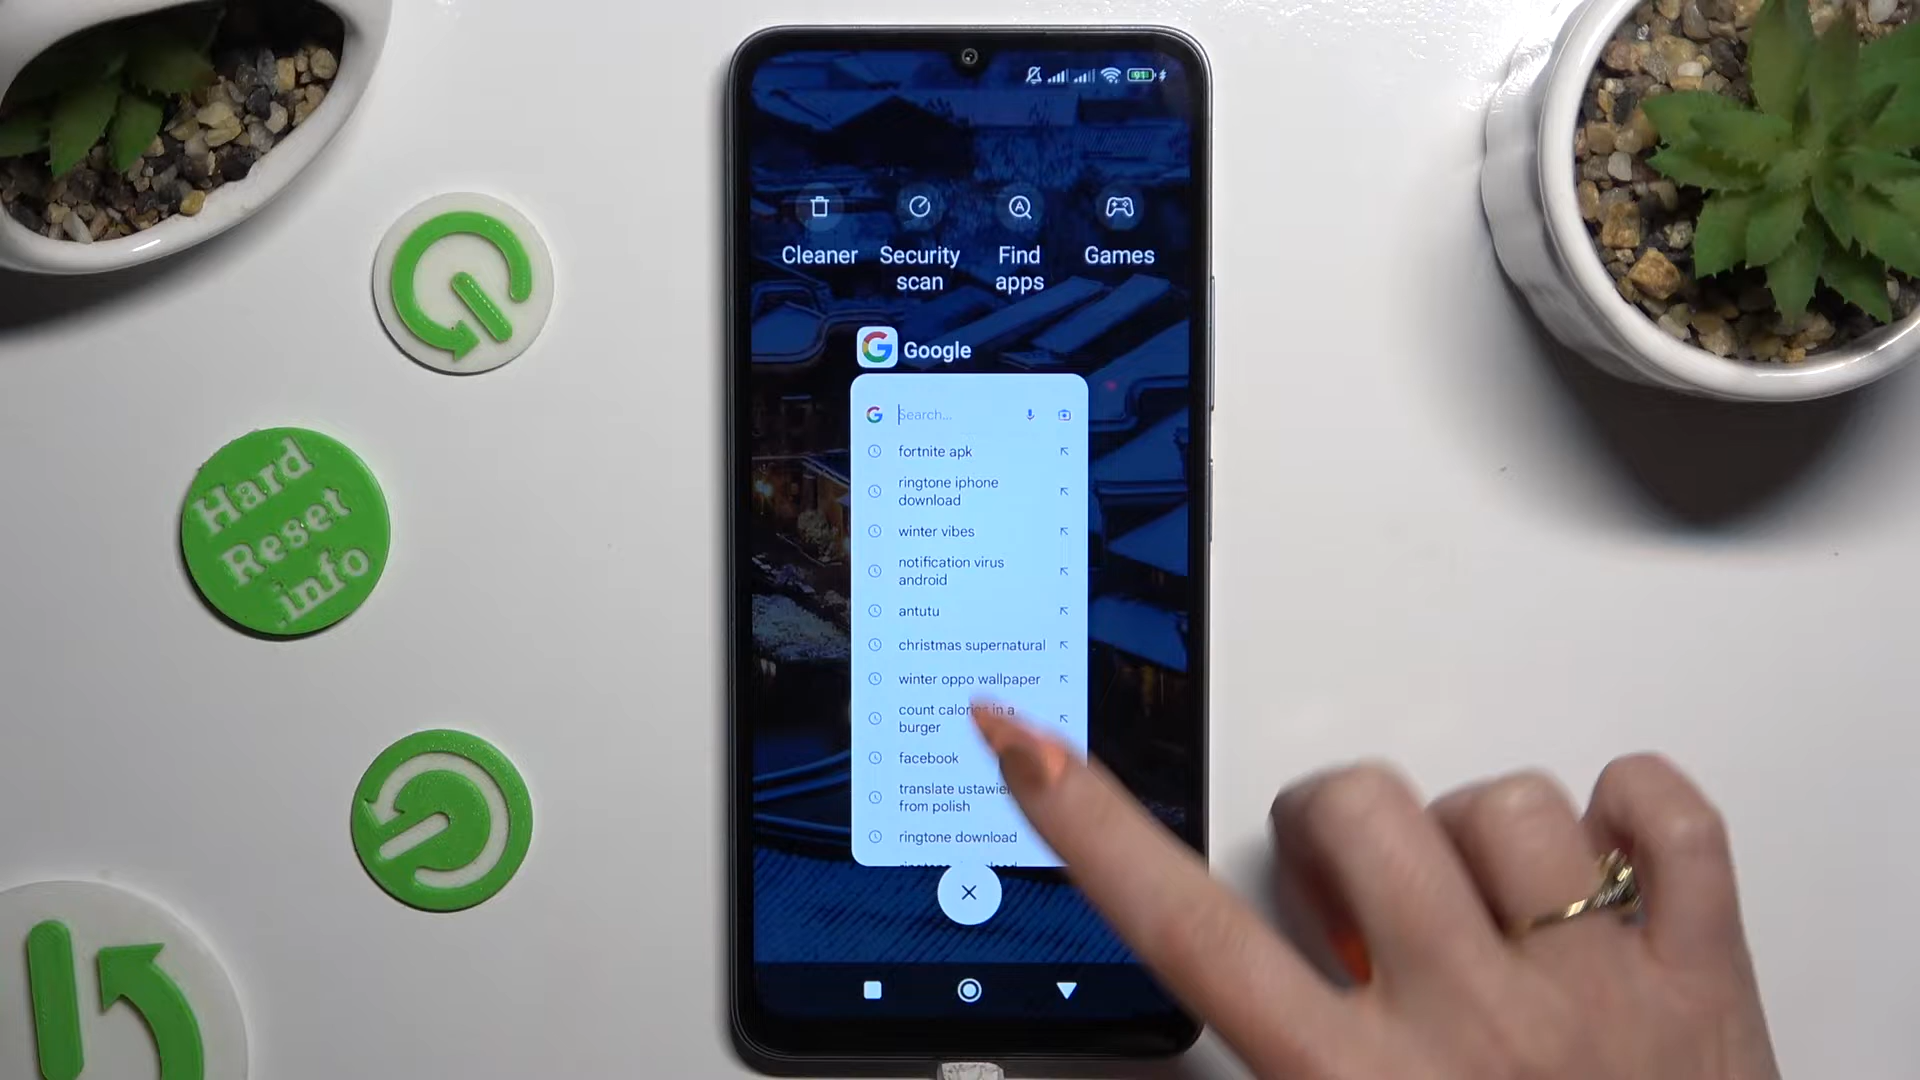 91
Cleaner
Security
scan
Find
apps
Games
Google
Search...
fortnite apk
ringtone iphone
download
winter vibes
notification virus
android
antutu
christmas supernatural
winter oppo wallpaper
count calories in a
burger
facebook
translate ustawie
from polish
ringtone download
Hard
Reset
.info